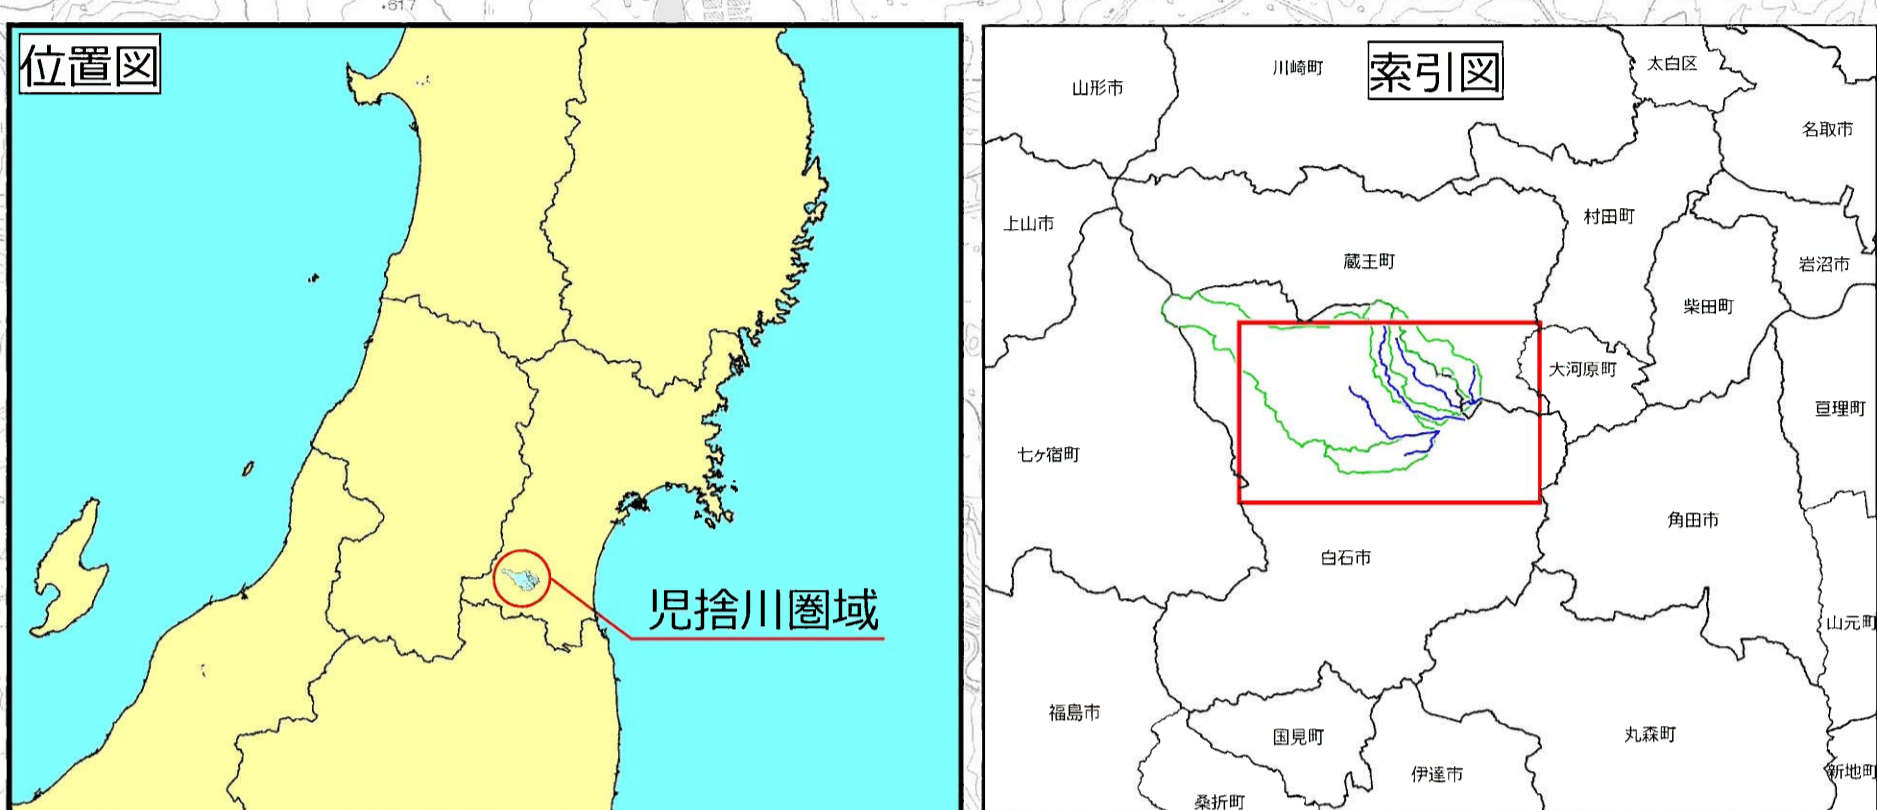 ・61.7
位置図
児捨川圏域
索引図
山形市
川崎町
太白区
名取市
上山市
村田町
蔵王町
岩沼市
柴田町
大河原町
亘理町
七ヶ宿町
角田市
白石市
山元町
福島市
国見町
丸森町
伊達市
新地町
桑折町